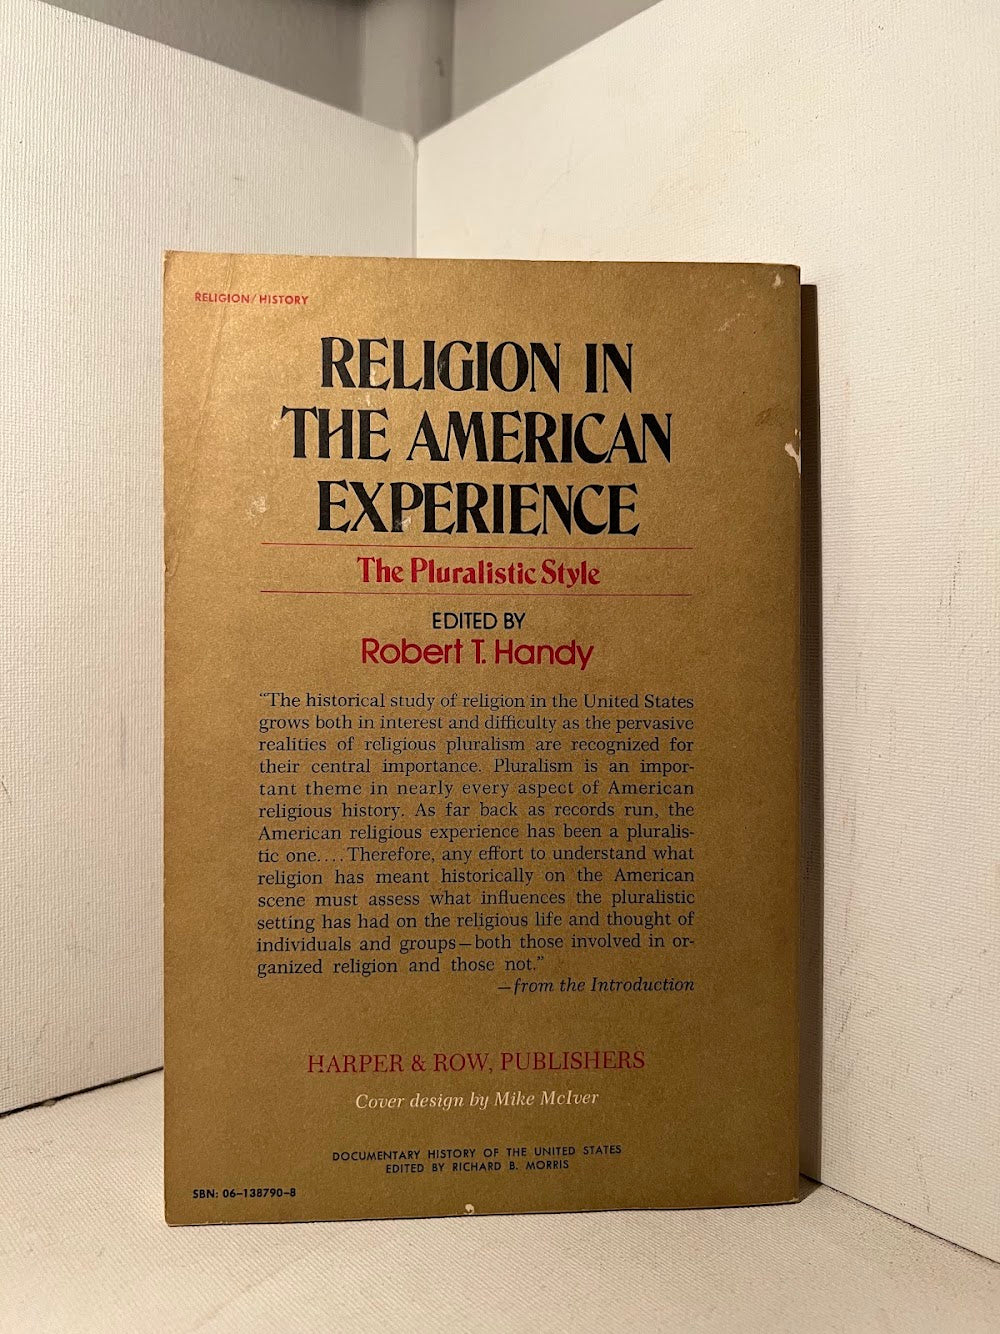 RELIGION/HISTORY
RELIGION IN
THE AMERICAN
EXPERIENCE
The Pluralistic Style
EDITED BY
Robert T. Handy
"The historical study of religion in the United States
grows both in interest and difficulty as the pervasive
realities of religious pluralism are recognized for
their central importance. Pluralism is an impor-
tant theme in nearly every aspect of American
religious history. As far back as records run, the
American religious experience has been a pluralis-
tic one.... Therefore, any effort to understand what
religion has meant historically on the American
scene must assess what influences the pluralistic
setting has had on the religious life and thought of
individuals and groups—both those involved in or-
ganized religion and those not."
—from the Introduction
HARPER & ROW, PUBLISHERS
Cover design by Mike McIver
DOCUMENTARY HISTORY OF THE UNITED STATES
EDITED BY RICHARD B. MORRIS
SBN: 06-138790-8